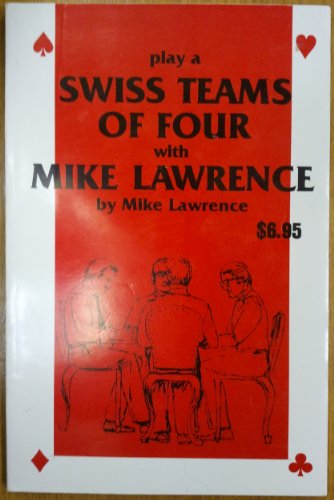 play a
SWISS TEAMS
OF FOUR
with
MIKE LAWRENCE
by Mike Lawrence
$6.95